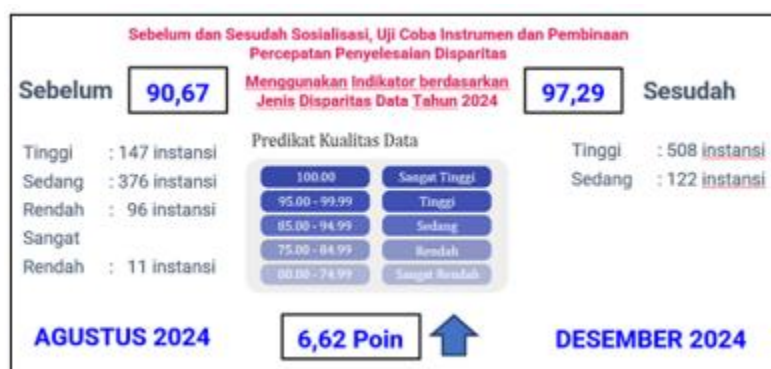 Sebelum dan Sesudah Sosialisasi, Uji Coba Instrumen dan Pembinaan
Percepatan Penyelesaian Disparitas
Sebelum
90,67
Menggunakan Indikator berdasarkan
Jenis Disparitas Data Tahun 2024
97,29
Sesudah
Tinggi : 147 instansi
Sedang : 376 instansi
Rendah : 96 instansi
Sangat
Rendah : 11 instansi
Predikat Kualitas Data
100.00 Sangat Tinggi
95.00 - 99.99 Tinggi
85.00 - 94.99 Sedang
75.00 - 84.99 Rendah
00.00 - 74.99 Sangat Rendah
Tinggi : 508 instansi
Sedang : 122 instansi
AGUSTUS 2024
6,62 Poin
DESEMBER 2024